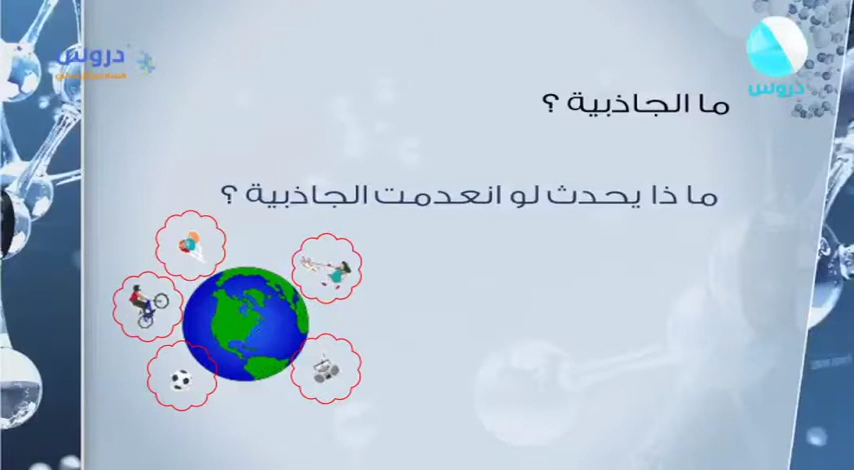 دروس
دروس
ما الجاذبية ؟
ما ذا يحدث لو انعدمت الجاذبية ؟